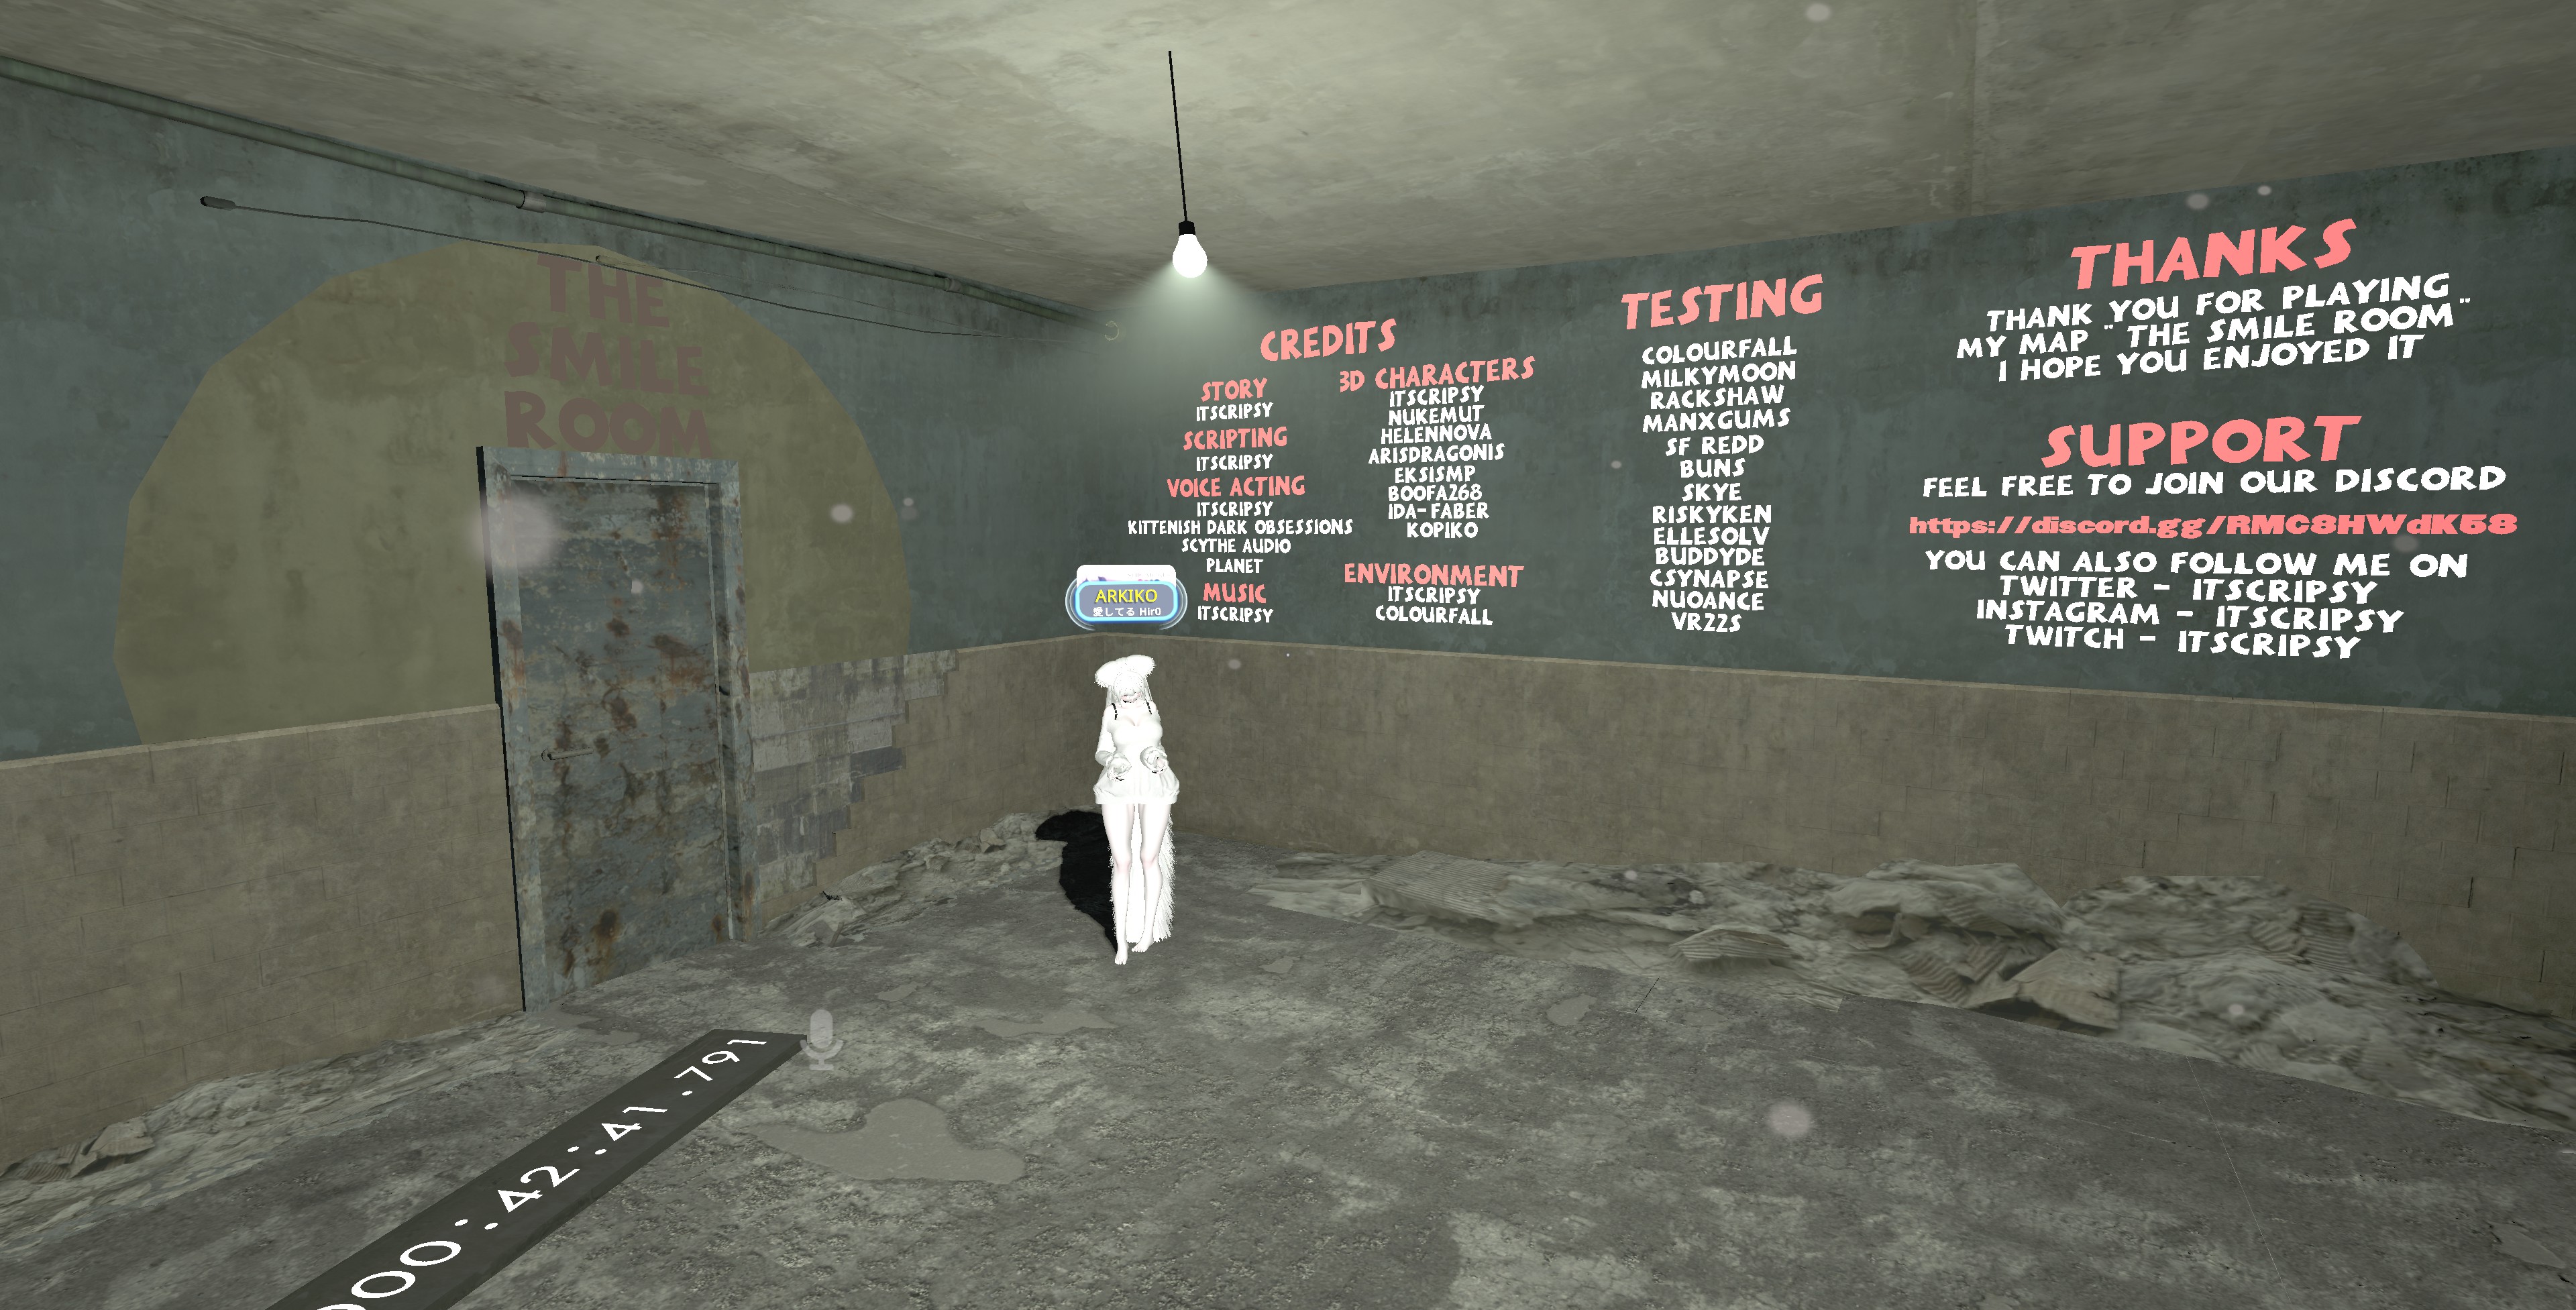 THE
SMILE
ROOM
CREDITS
STORY
ITSCRIPSY
SCRIPTING
ITSCRIPSY
VOICE ACTING
ITSCRIPSY
KITTENISH DARK OBSESSIONS
SCYTHE AUDIO
PLANET
MUSIC
ITSCRIPSY
3D CHARACTERS
ITSCRIPSY
NUKEMUT
HELENNOVA
ARISDRAGONIS
EKSISMP
BOOFA268
IDA-FABER
KOPIKO
ENVIRONMENT
ITSCRIPSY
COLOURFALL
TESTING
COLOURFALL
MILKYMOON
RACKSHAW
MANXGUMS
SF REDD
BUNS
SKYE
RISKYKEN
ELLESOLV
BUDDYDE
CSYNAPSE
NUOANCE
VR22S
THANKS
THANK YOU FOR PLAYING
MY MAP "THE SMILE ROOM"
I HOPE YOU ENJOYED IT
SUPPORT
FEEL FREE TO JOIN OUR DISCORD
https://discord.gg/RMC8HWdK58
YOU CAN ALSO FOLLOW ME ON
TWITTER - ITSCRIPSY
INSTAGRAM - ITSCRIPSY
TWITCH - ITSCRIPSY
ARKIKO
愛してる Hir0
000:42:41.791